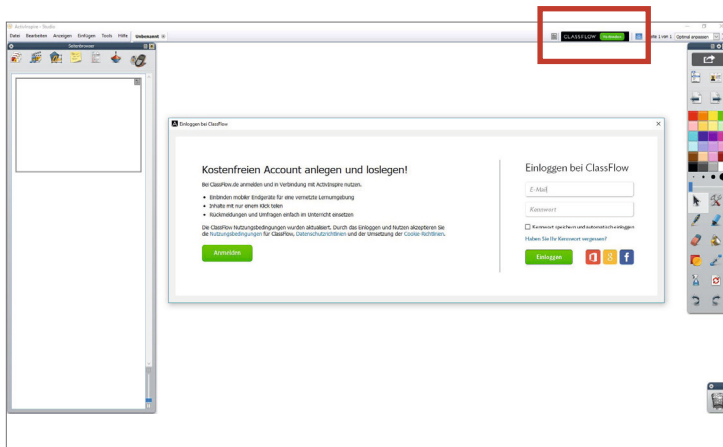 ActivInspire - Studio
Datei Bearbeiten Anzeigen Einfügen Tools Hilfe Unbenannt
CLASSFLOW
1 von 1 Optimal anpassen
Seitenbrowser
Einloggen bei ClassFlow
Kostenfreien Account anlegen und loslegen!
Bei ClassFlow.de anmelden und in Verbindung mit ActivInspire nutzen.
• Einbinden mobiler Endgeräte für eine vernetzte Lernumgebung
• Inhalte mit nur einem Klick teilen
• Rückmeldungen und Umfragen einfach im Unterricht einsetzen
Die ClassFlow Nutzungsbedingungen wurden aktualisiert. Durch das Einloggen und Nutzen akzeptieren Sie
die Nutzungsbedingungen für ClassFlow, Datenschutzrichtlinien und der Umsetzung der Cookie-Richtlinien.
Anmelden
Einloggen bei ClassFlow
E-Mail
Kennwort
Kennwort speichern und automatisch einloggen
Haben Sie Ihr Kennwort vergessen?
Einloggen